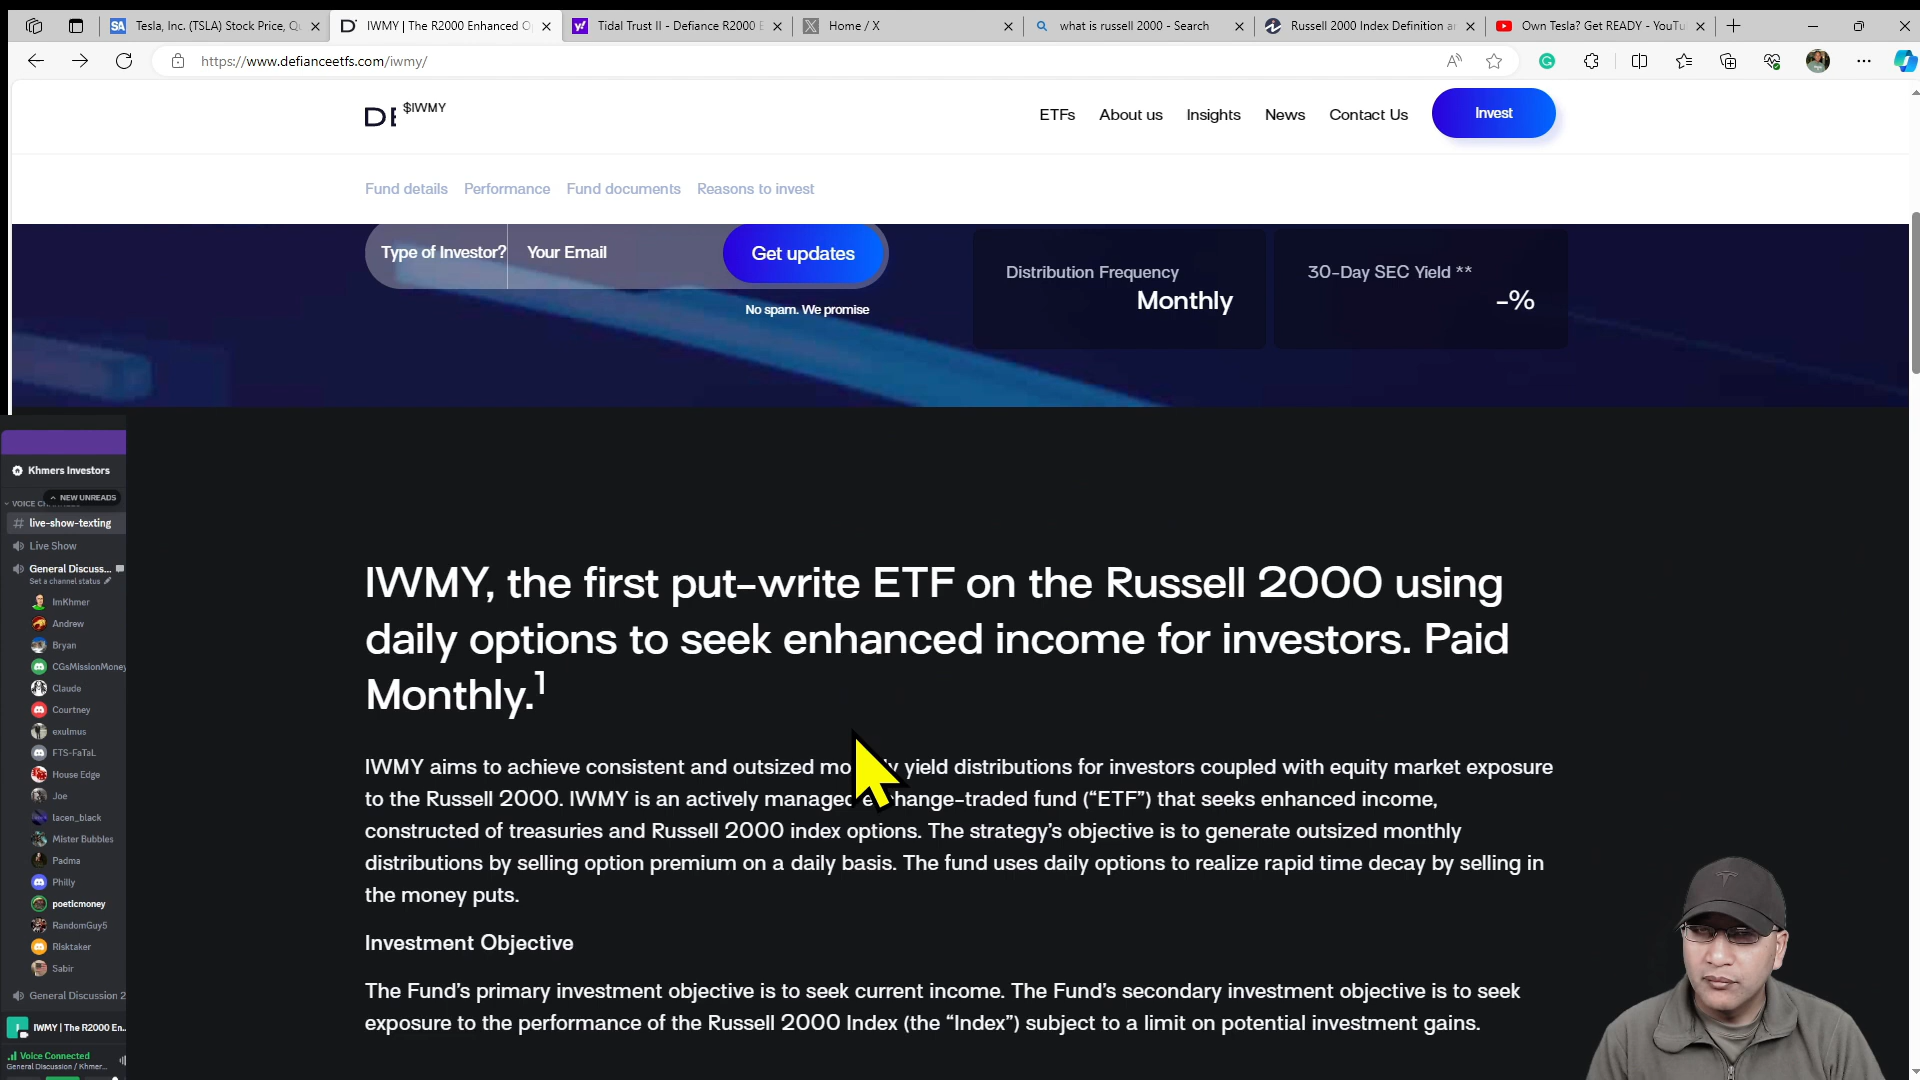 Tesla, Inc. (TSLA) Stock Price, Qu
IWMY | The R2000 Enhanced O
Tidal Trust II - Defiance R2000 E
Home / X
what is russell 2000 - Search
Russell 2000 Index Definition an
Own Tesla? Get READY - YouTu
https://www.defianceetfs.com/iwmy/
DE
$IWMY
ETFs
About us
Insights
News
Contact Us
Invest
Fund details
Performance
Fund documents
Reasons to invest
Type of Investor?
Your Email
Get updates
No spam. We promise
Distribution Frequency
Monthly
30-Day SEC Yield **
-%
Khmers Investors
NEW UNREADS
VOICE C
# live-show-texting
Live Show
General Discuss...
Set a channel status
ImKhmer
Andrew
Bryan
CGsMissionMoney
Claude
Courtney
exulmus
FTS-FaTaL
House Edge
Joe
lacen_black
Mister Bubbles
Padma
Philly
poeticmoney
RandomGuy5
Risktaker
Sabir
General Discussion 2
IWMY | The R2000 En...
Voice Connected
General Discussion / Khmer...
IWMY, the first put-write ETF on the Russell 2000 using
daily options to seek enhanced income for investors. Paid
Monthly.1
IWMY aims to achieve consistent and outsized mo y yield distributions for investors coupled with equity market exposure
to the Russell 2000. IWMY is an actively managed e change-traded fund (“ETF”) that seeks enhanced income,
constructed of treasuries and Russell 2000 index options. The strategy’s objective is to generate outsized monthly
distributions by selling option premium on a daily basis. The fund uses daily options to realize rapid time decay by selling in
the money puts.
Investment Objective
The Fund’s primary investment objective is to seek current income. The Fund’s secondary investment objective is to seek
exposure to the performance of the Russell 2000 Index (the “Index”) subject to a limit on potential investment gains.